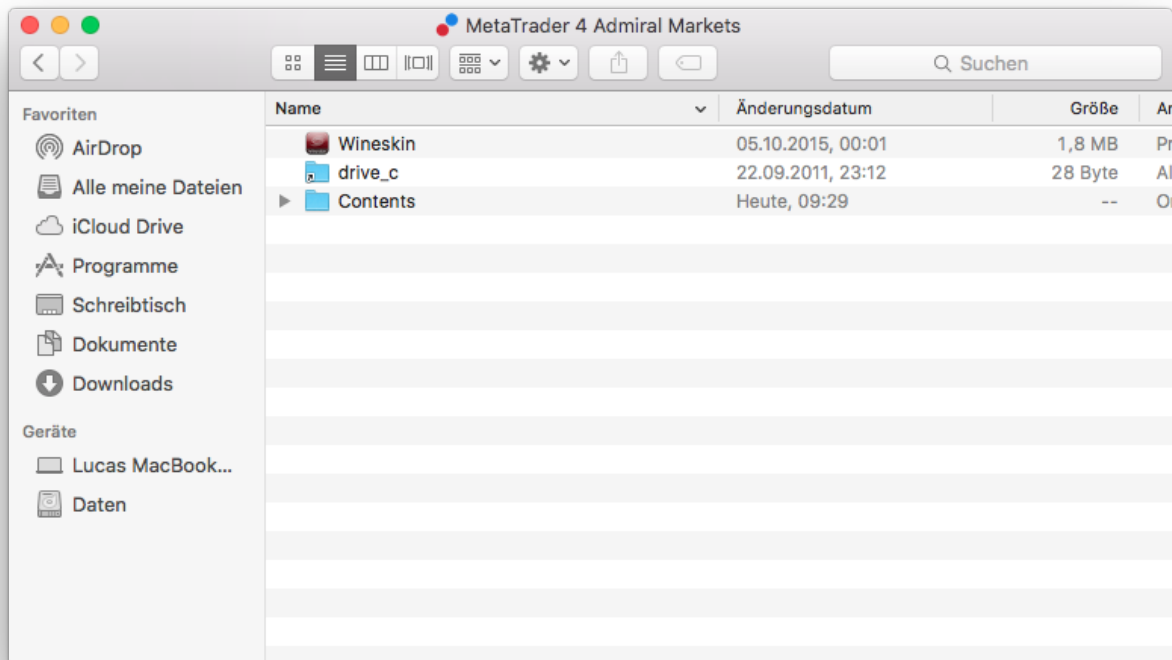 MetaTrader 4 Admiral Markets
Suchen
Favoriten
AirDrop
Alle meine Dateien
iCloud Drive
Programme
Schreibtisch
Dokumente
Downloads
Geräte
Lucas MacBook...
Daten
Name Änderungsdatum Größe
Wineskin 05.10.2015, 00:01 1,8 MB
drive_c 22.09.2011, 23:12 28 Byte
Contents Heute, 09:29 --